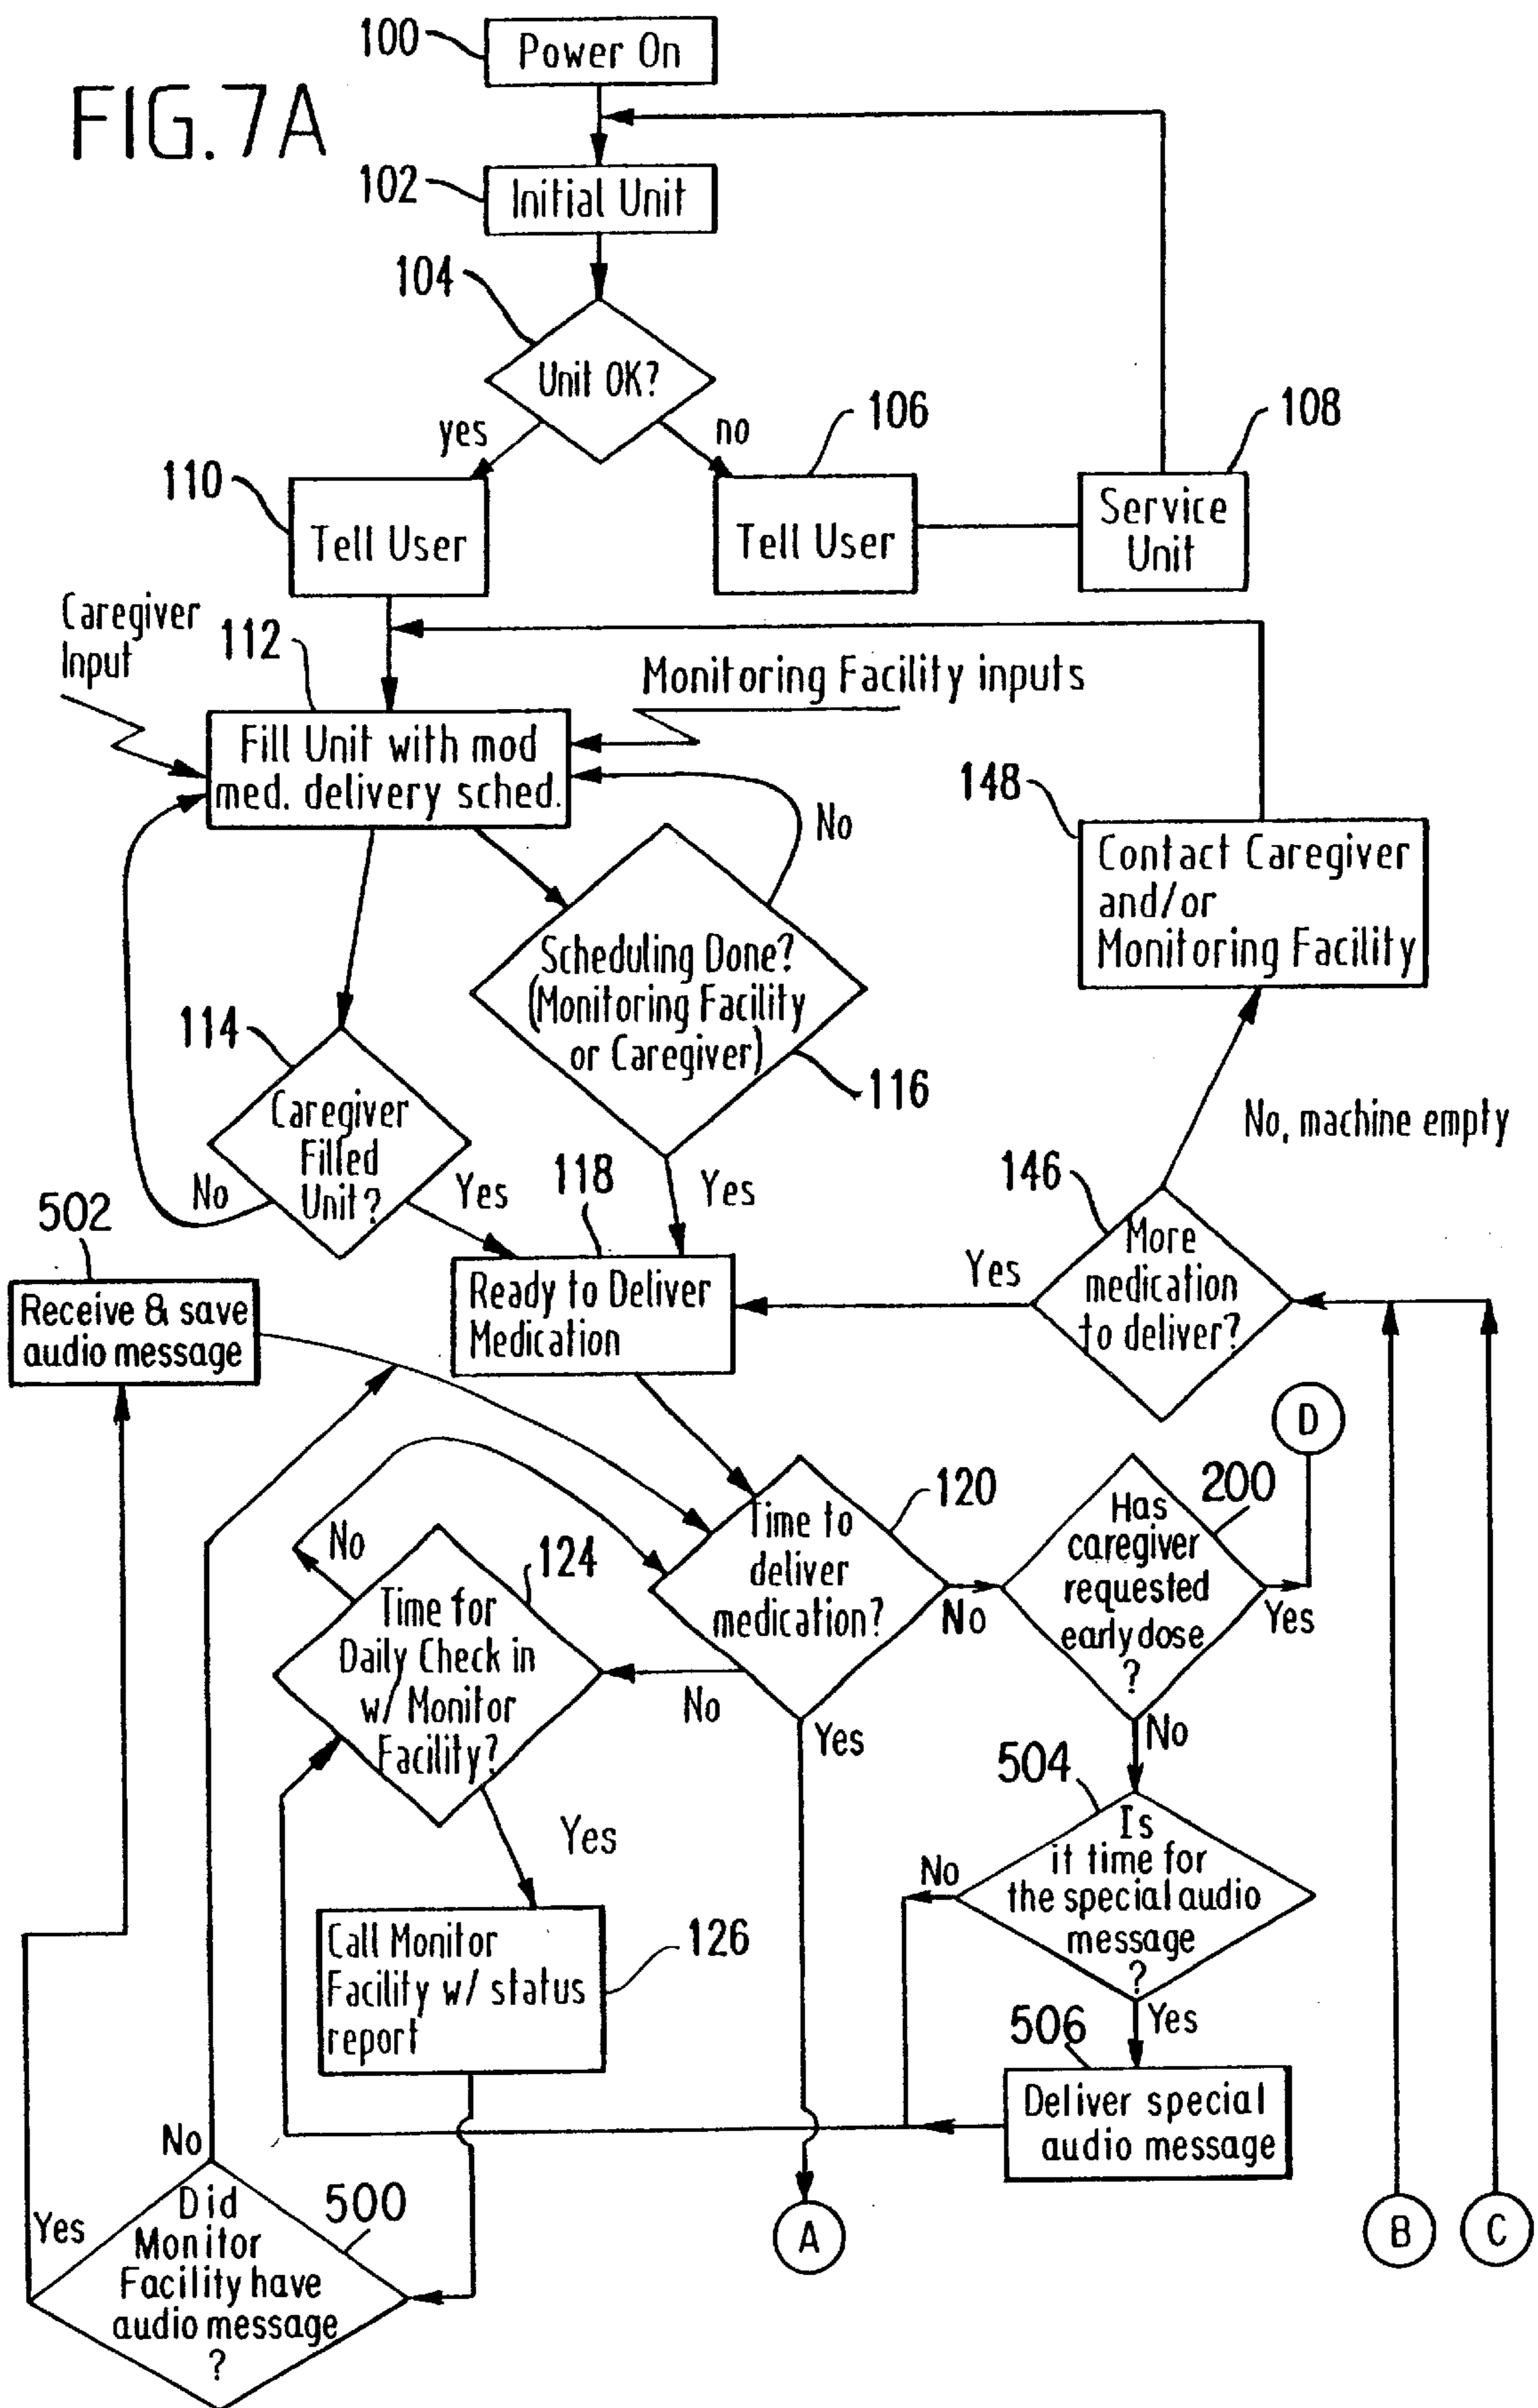 FIG. 7A
100
Power On
102
Initial Unit
104
Unit OK?
yes
no
106
108
110
Tell User
Tell User
Service
Unit
Caregiver
Input
112
Monitoring Facility inputs
Fill Unit with mod
med. delivery sched.
No
148
Contact Caregiver
and/or
Monitoring Facility
Scheduling Done?
(Monitoring Facility
or Caregiver)
116
114
Caregiver
Filled
Unit?
No
Yes
118
Yes
No, machine empty
146
More
medication
to deliver?
Yes
502
Receive & save
audio message
Ready to Deliver
Medication
D
120
Time to
deliver
medication?
No
Yes
200
Has
caregiver
requested
early dose
?
Yes
No
No
124
Time for
Daily Check in
w/ Monitor
Facility?
No
Yes
504
Is
it time for
the special audio
message
?
No
Yes
126
Call Monitor
Facility w/ status
report
506
Deliver special
audio message
No
Yes
500
Did
Monitor
Facility have
audio message
?
A
B
C